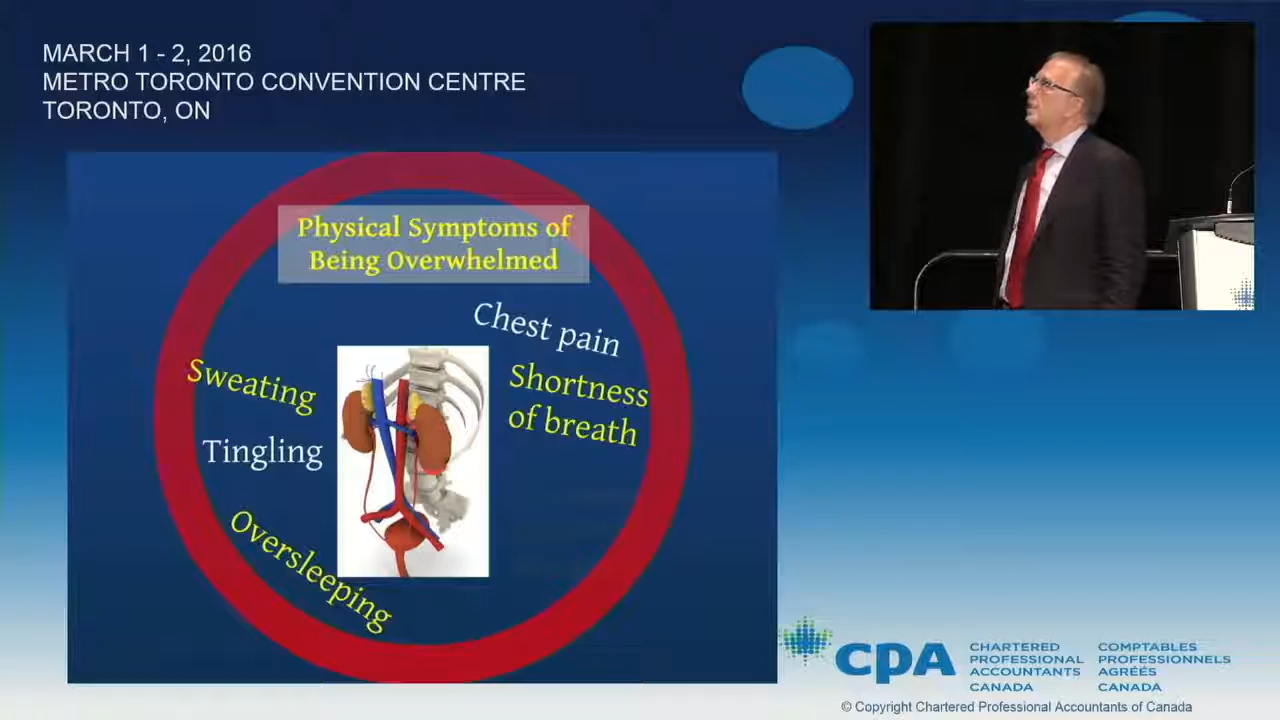 MARCH 1 - 2, 2016
METRO TORONTO CONVENTION CENTRE
TORONTO, ON
Physical Symptoms of
Being Overwhelmed
Chest pain
Shortness
of breath
Sweating
Tingling
Oversleeping
CPA
CHARTERED
PROFESSIONAL
ACCOUNTANTS
CANADA
COMPTABLES
PROFESSIONNELS
AGRÉÉS
CANADA
© Copyright Chartered Professional Accountants of Canada